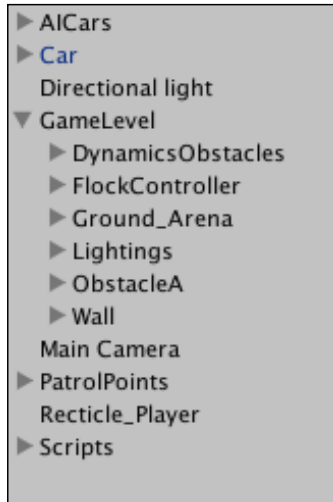 AICars
Car
Directional light
GameLevel
DynamicsObstacles
FlockController
Ground_Arena
Lightings
ObstacleA
Wall
Main Camera
PatrolPoints
Recticle_Player
Scripts